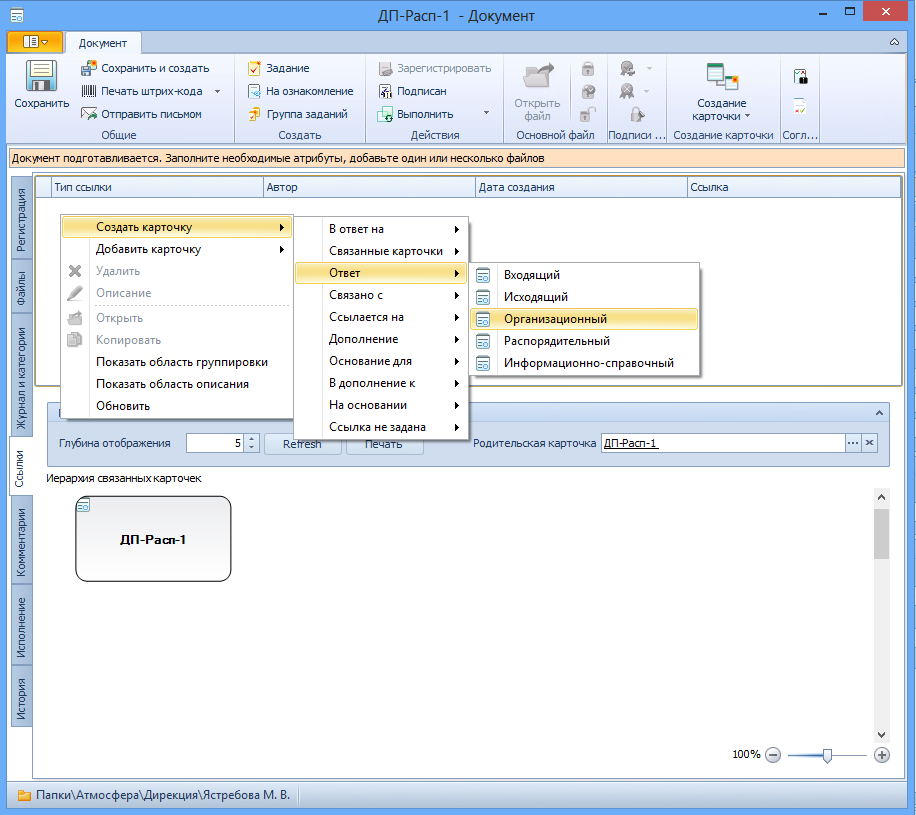 ДП-Расп-1 - Документ
Документ
Сохранить
Сохранить и создать
Печать штрих-кода
Отправить письмом
Общие
Задание
На ознакомление
Группа заданий
Создать
Зарегистрировать
Подписан
Выполнить
Действия
Открыть файл
Основной файл
Подписи ...
Создание карточки
Создание карточки
Согл...
Документ подготавливается. Заполните необходимые атрибуты, добавьте один или несколько файлов
Регистрация
Файлы
Журнал и категории
Ссылки
Комментарии
Исполнение
История
Тип ссылки
Автор
Дата создания
Ссылка
Создать карточку
Добавить карточку
Удалить
Описание
Открыть
Копировать
Показать область группировки
Показать область описания
Обновить
В ответ на
Связанные карточки
Ответ
Связано с
Ссылается на
Дополнение
Основание для
В дополнение к
На основании
Ссылка не задана
Входящий
Исходящий
Организационный
Распорядительный
Информационно-справочный
Глубина отображения
5
Refresh
Печать
Родительская карточка
ДП-Расп-1
Иерархия связанных карточек
ДП-Расп-1
100%
Папки\Атмосфера\Дирекция\Ястребова М. В.